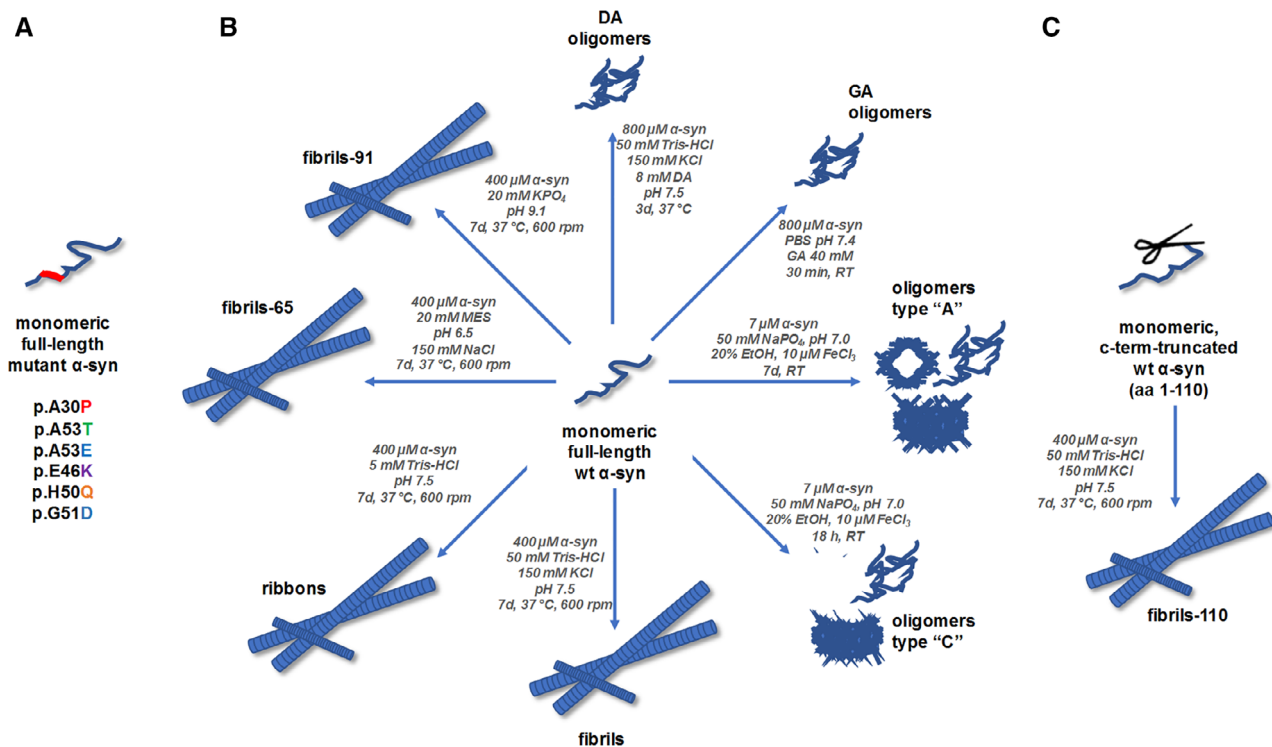 A
monomeric
full-length
mutant α-syn
p.A30P
p.A53T
p.A53E
p.E46K
p.H50Q
p.G51D
B
DA
oligomers
800 µM α-syn
50 mM Tris-HCl
150 mM KCl
8 mM DA
pH 7.5
3d, 37 °C
GA
oligomers
800 µM α-syn
PBS pH 7.4
GA 40 mM
30 min, RT
fibrils-91
400 µM α-syn
20 mM KPO₄
pH 9.1
7d, 37 °C, 600 rpm
fibrils-65
400 µM α-syn
20 mM MES
pH 6.5
150 mM NaCl
7d, 37 °C, 600 rpm
oligomers
type “A”
7 µM α-syn
50 mM NaPO₄, pH 7.0
20% EtOH, 10 µM FeCl₃
7d, RT
monomeric
full-length
wt α-syn
400 µM α-syn
5 mM Tris-HCl
pH 7.5
7d, 37 °C, 600 rpm
ribbons
400 µM α-syn
50 mM Tris-HCl
150 mM KCl
pH 7.5
7d, 37 °C, 600 rpm
fibrils
7 µM α-syn
50 mM NaPO₄, pH 7.0
20% EtOH, 10 µM FeCl₃
18 h, RT
oligomers
type “C”
C
monomeric,
c-term-truncated
wt α-syn
(aa 1-110)
400 µM α-syn
50 mM Tris-HCl
150 mM KCl
pH 7.5
7d, 37 °C, 600 rpm
fibrils-110